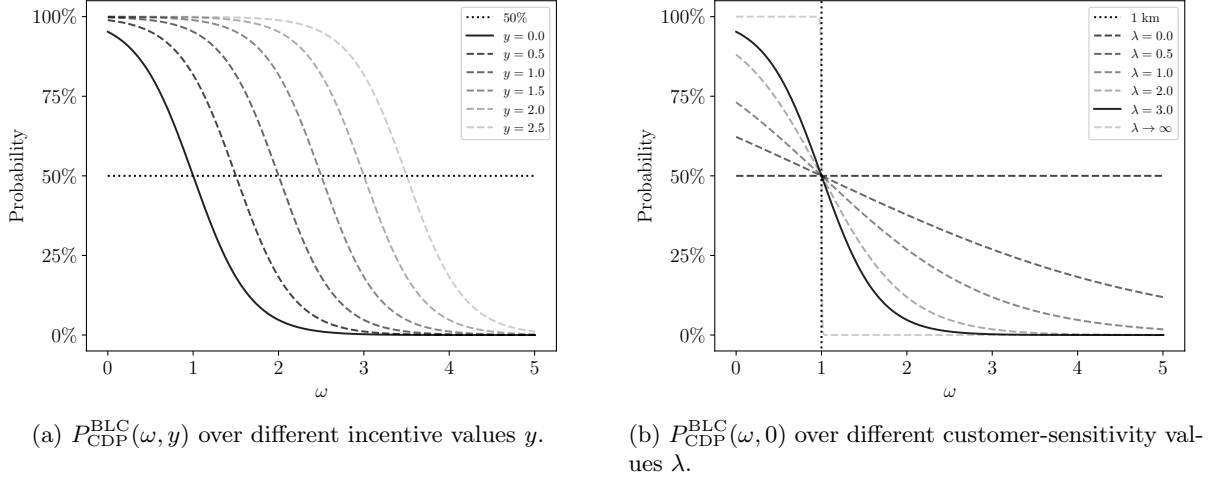 100%
75%
50%
25%
0%
Probability
0 1 2 3 4 5
ω
50%
y = 0.0
y = 0.5
y = 1.0
y = 1.5
y = 2.0
y = 2.5
(a) P^BLC_CDP(ω, y) over different incentive values y.
100%
75%
50%
25%
0%
Probability
0 1 2 3 4 5
ω
1 km
λ = 0.0
λ = 0.5
λ = 1.0
λ = 2.0
λ = 3.0
λ → ∞
(b) P^BLC_CDP(ω, 0) over different customer-sensitivity val-
ues λ.